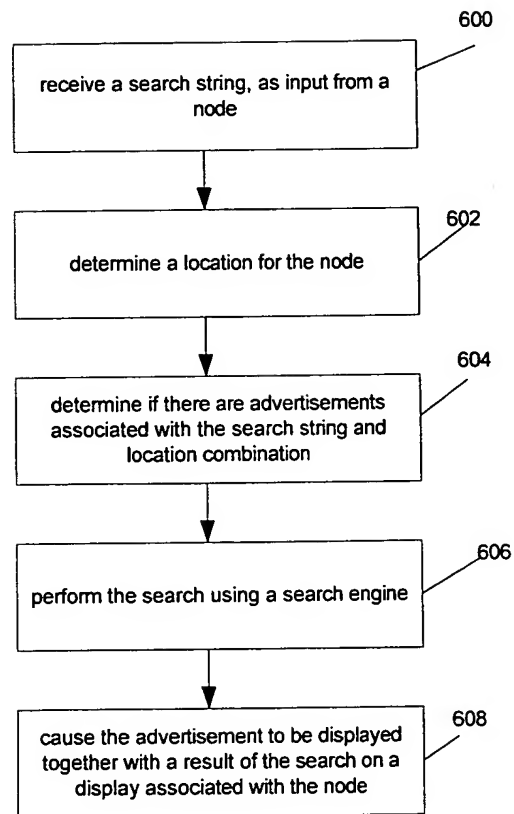 600
receive a search string, as input from a
node
602
determine a location for the node
604
determine if there are advertisements
associated with the search string and
location combination
606
perform the search using a search engine
608
cause the advertisement to be displayed
together with a result of the search on a
display associated with the node